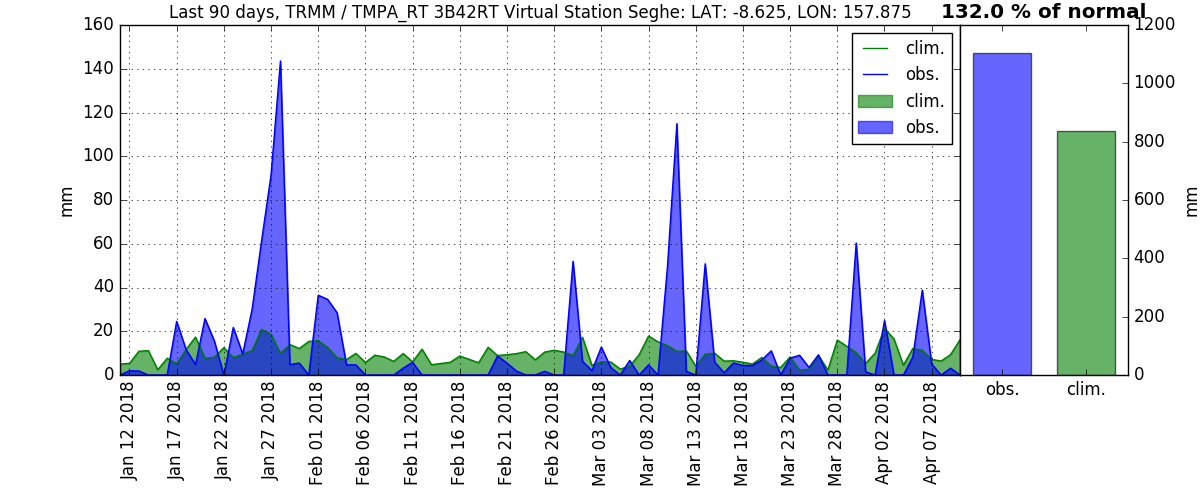 Last 90 days, TRMM / TMPA_RT 3B42RT Virtual Station Seghe: LAT: -8.625, LON: 157.875
132.0 % of normal
160
140
120
100
80
60
40
20
0
mm
clim.
obs.
clim.
obs.
Jan 12 2018
Jan 17 2018
Jan 22 2018
Jan 27 2018
Feb 01 2018
Feb 06 2018
Feb 11 2018
Feb 16 2018
Feb 21 2018
Feb 26 2018
Mar 03 2018
Mar 08 2018
Mar 13 2018
Mar 18 2018
Mar 23 2018
Mar 28 2018
Apr 02 2018
Apr 07 2018
1200
1000
800
600
400
200
0
mm
obs.
clim.